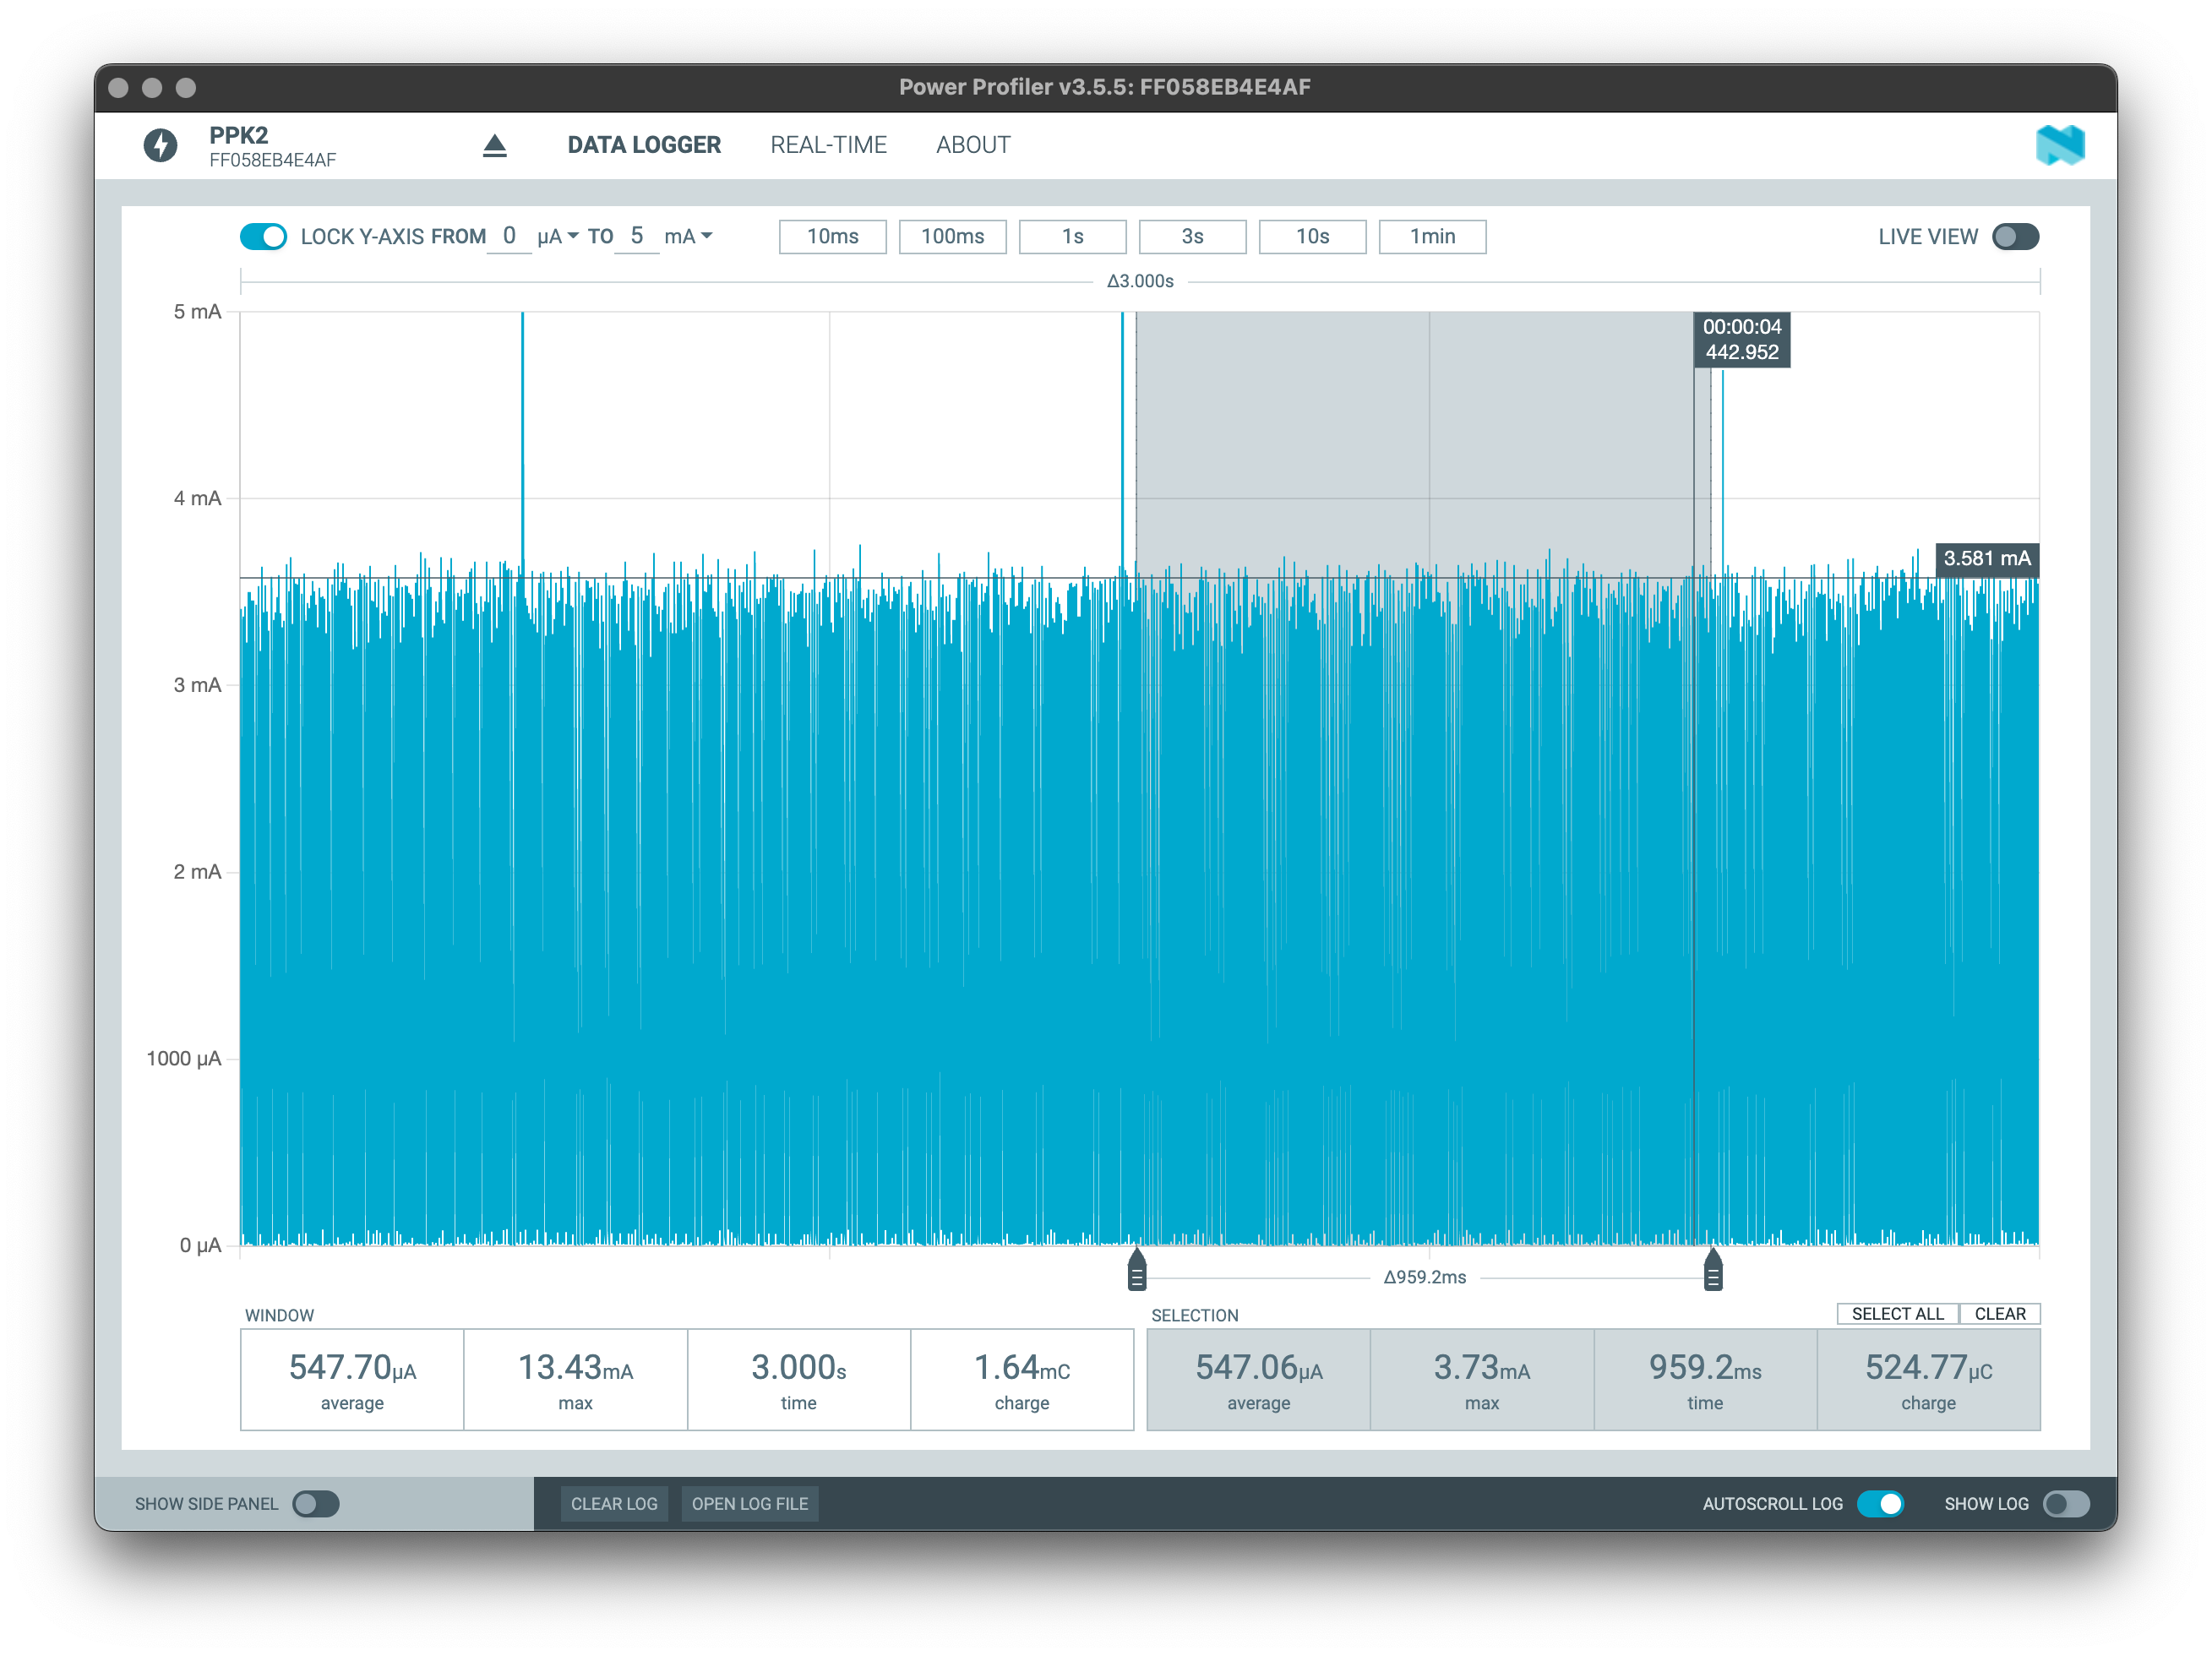 Power Profiler v3.5.5: FF058EB4E4AF
PPK2
FF058EB4E4AF
DATA LOGGER REAL-TIME ABOUT
LOCK Y-AXIS FROM 0 µA TO 5 mA 10ms 100ms 1s 3s 10s 1min LIVE VIEW
Δ3.000s
5 mA
00:00:04
442.952
4 mA
3.581 mA
3 mA
2 mA
1000 µA
0 µA
Δ959.2ms
WINDOW
547.70µA 13.43mA 3.000s 1.64mC
average max time charge
SELECTION SELECT ALL CLEAR
547.06µA 3.73mA 959.2ms 524.77µC
average max time charge
SHOW SIDE PANEL CLEAR LOG OPEN LOG FILE AUTOSCROLL LOG SHOW LOG